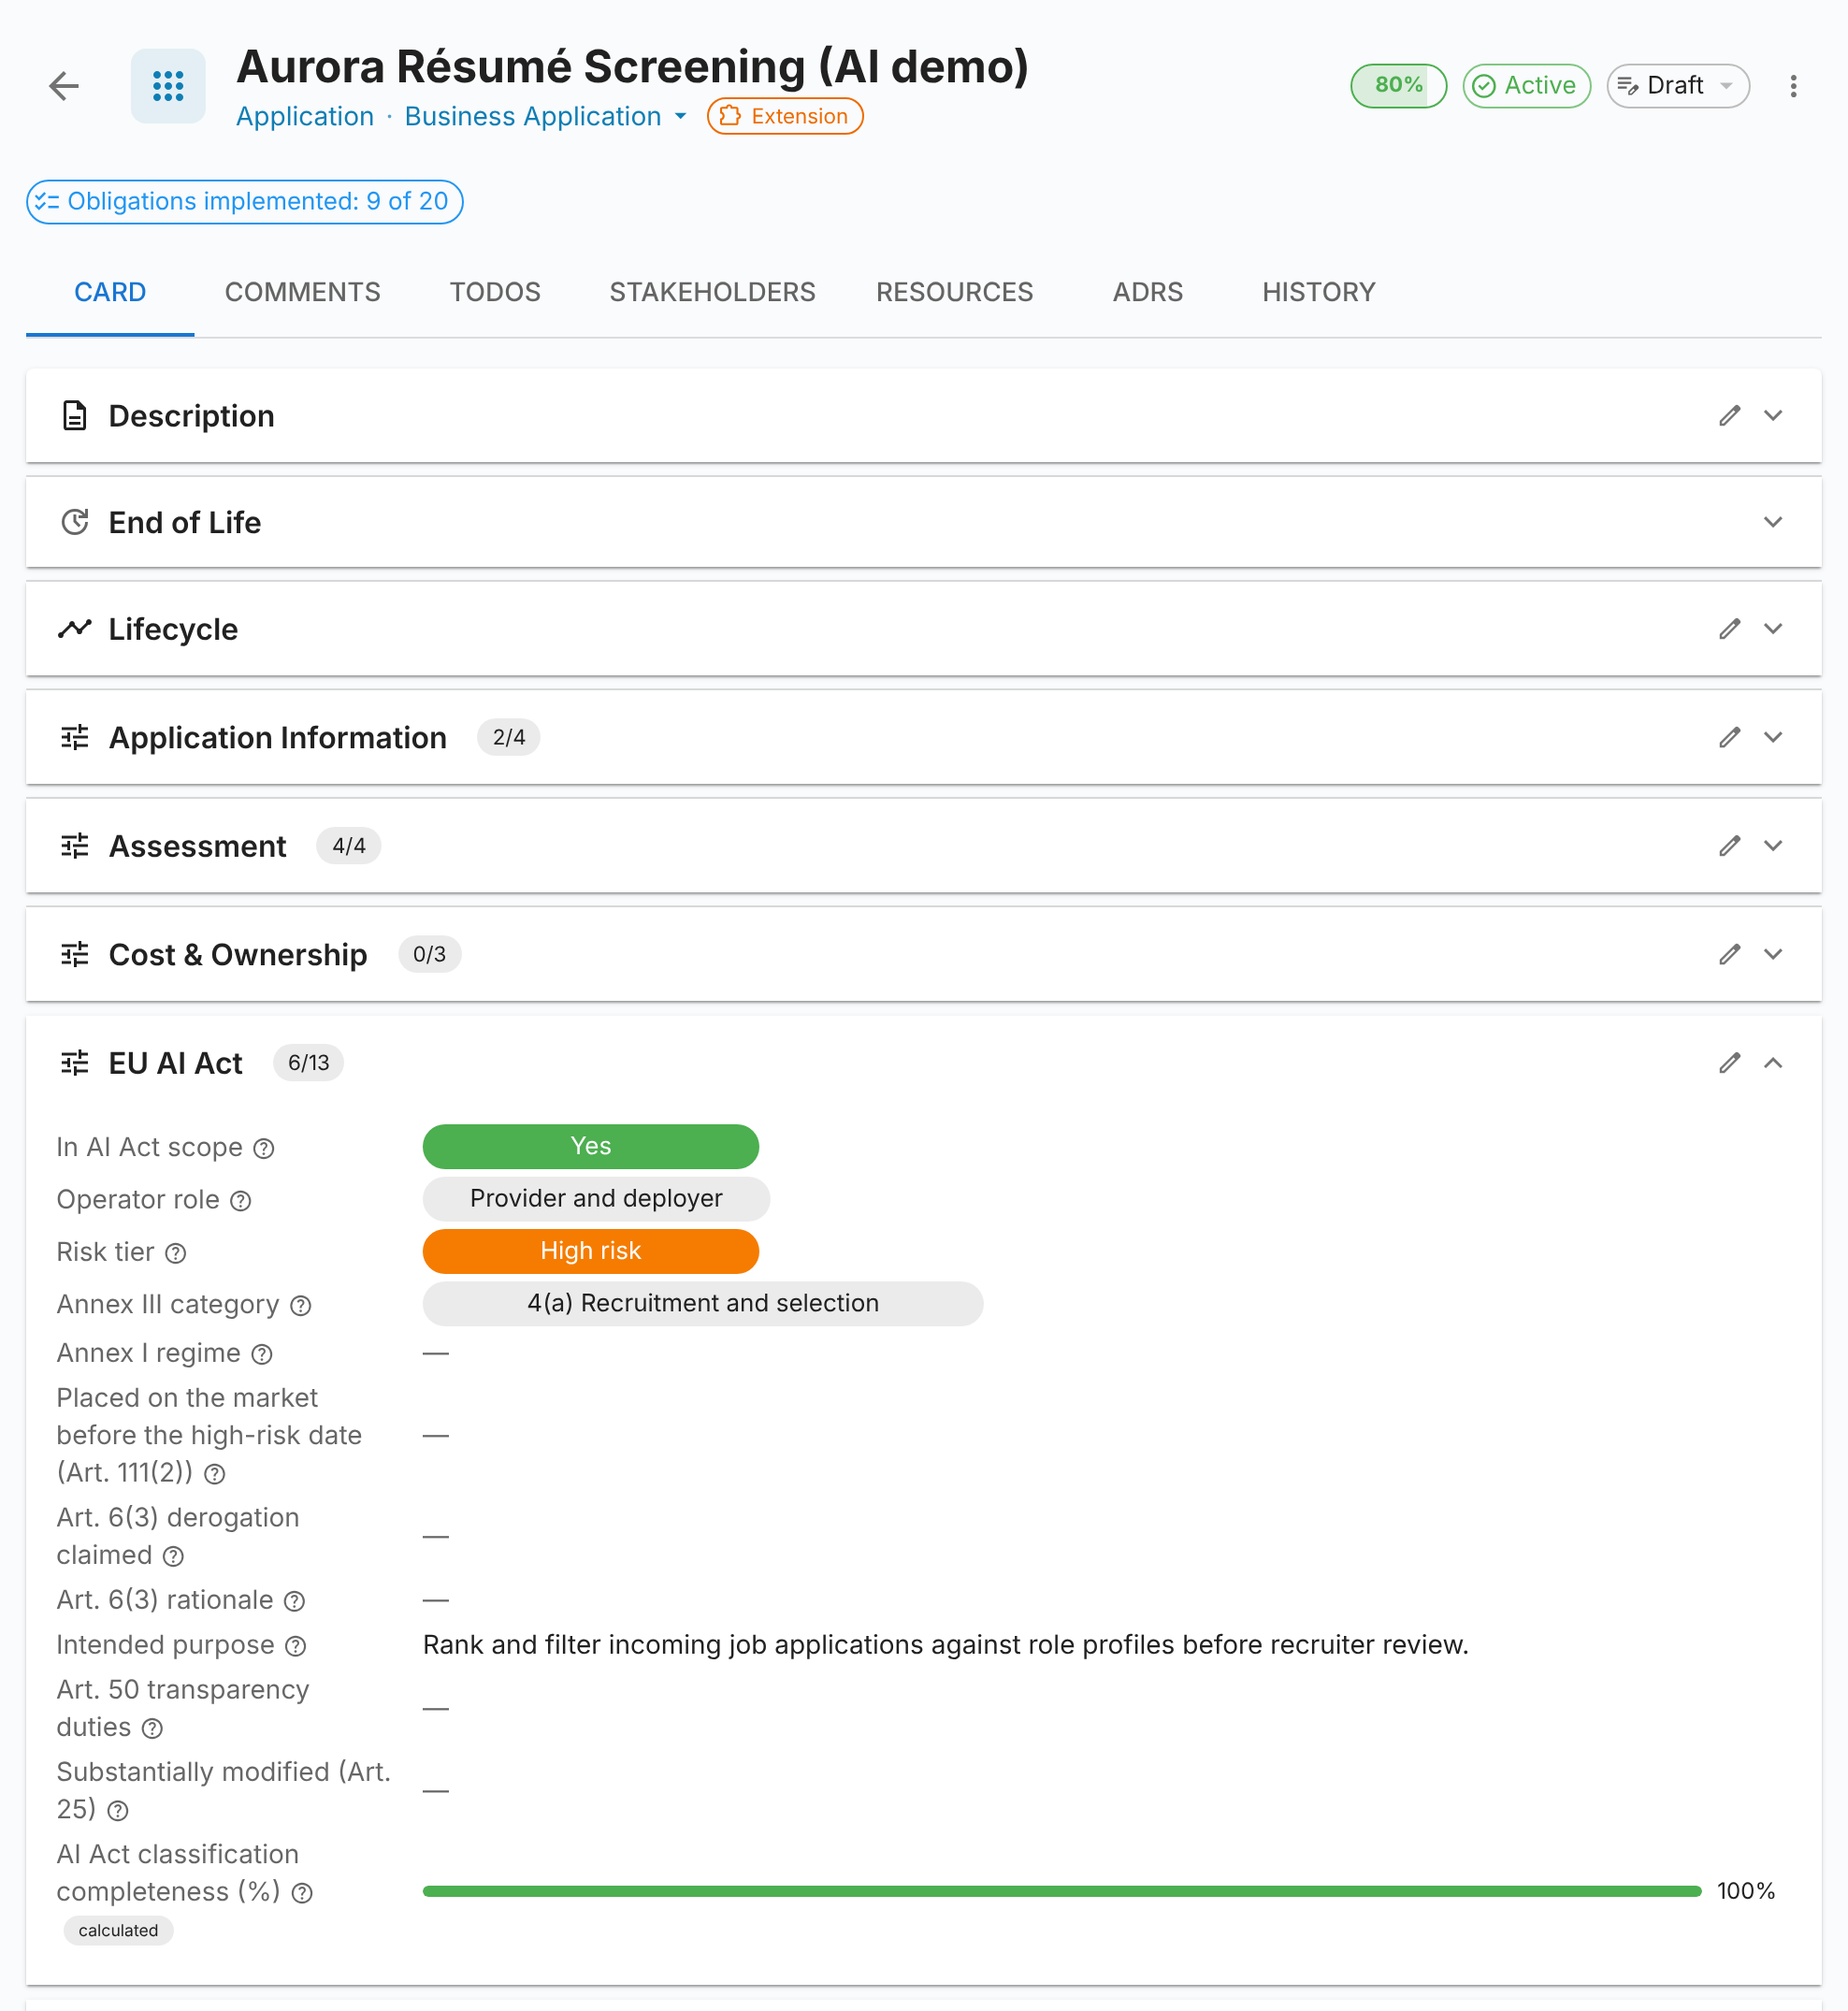 Aurora Résumé Screening (AI demo)
Application · Business Application
Extension
80%
Active
Draft
Obligations implemented: 9 of 20
CARD
COMMENTS
TODOS
STAKEHOLDERS
RESOURCES
ADRS
HISTORY
Description
End of Life
Lifecycle
Application Information 2/4
Assessment 4/4
Cost & Ownership 0/3
EU AI Act 6/13
In AI Act scope
Yes
Operator role
Provider and deployer
Risk tier
High risk
Annex III category
4(a) Recruitment and selection
Annex I regime
—
Placed on the market
before the high-risk date
(Art. 111(2))
—
Art. 6(3) derogation
claimed
—
Art. 6(3) rationale
—
Intended purpose
Rank and filter incoming job applications against role profiles before recruiter review.
Art. 50 transparency
duties
—
Substantially modified (Art.
25)
—
AI Act classification
completeness (%)
100%
calculated